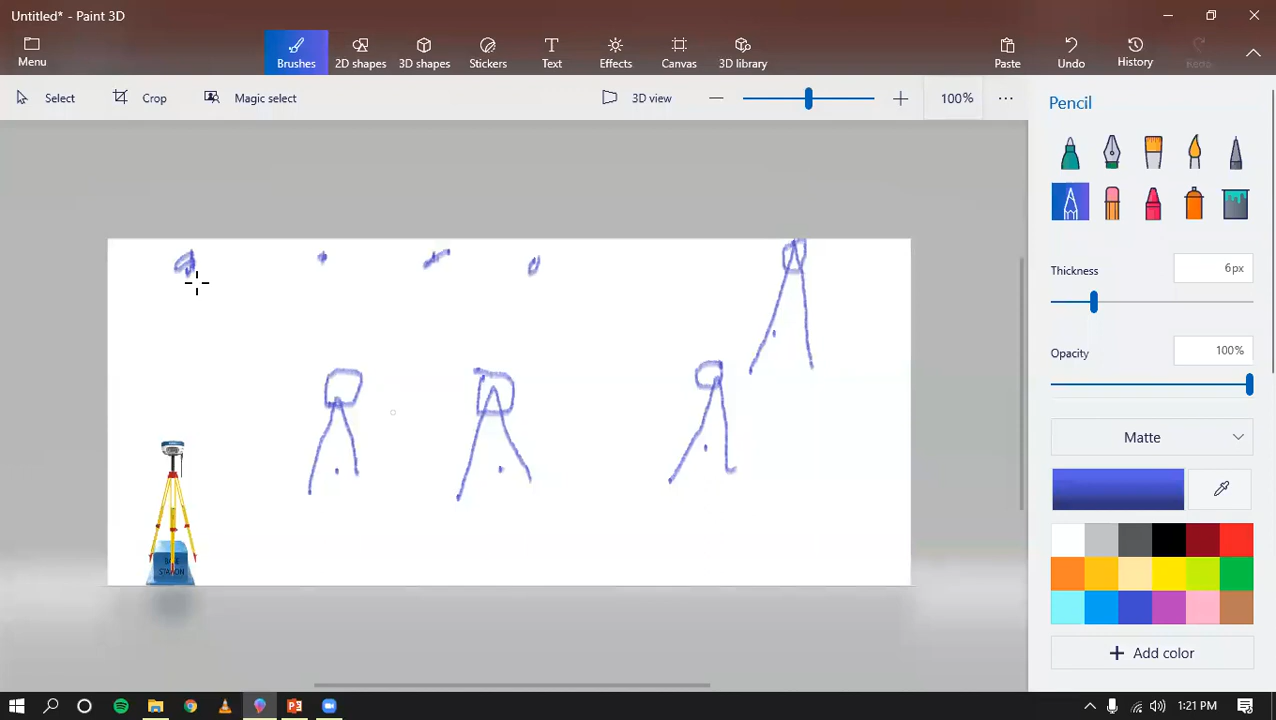 Untitled* - Paint 3D
Menu
Brushes
2D shapes
3D shapes
Stickers
Text
Effects
Canvas
3D library
Paste
Undo
History
Redo
Select
Crop
Magic select
3D view
100%
Pencil
Thickness
6px
Opacity
100%
Matte
Add color
STATION
1:21 PM